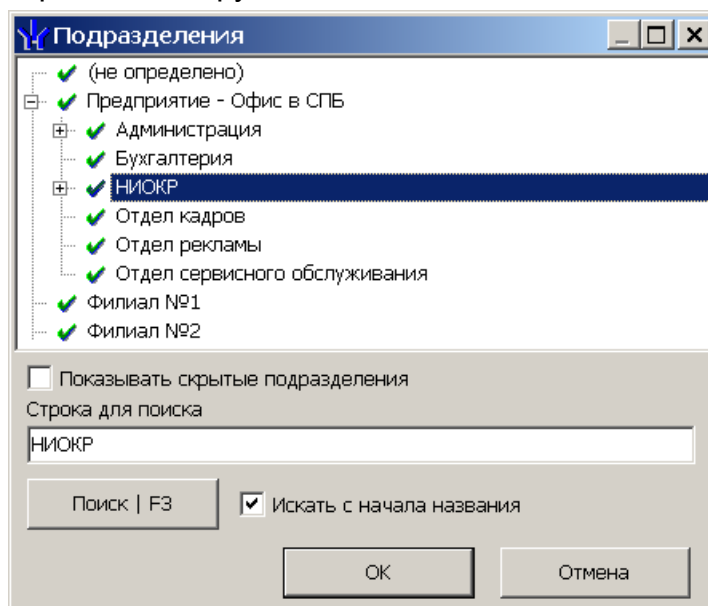 Подразделения
(не определено)
Предприятие - Офис в СПБ
Администрация
Бухгалтерия
НИОКР
Отдел кадров
Отдел рекламы
Отдел сервисного обслуживания
Филиал №1
Филиал №2
Показывать скрытые подразделения
Строка для поиска
НИОКР
Поиск | F3
Искать с начала названия
OK
Отмена